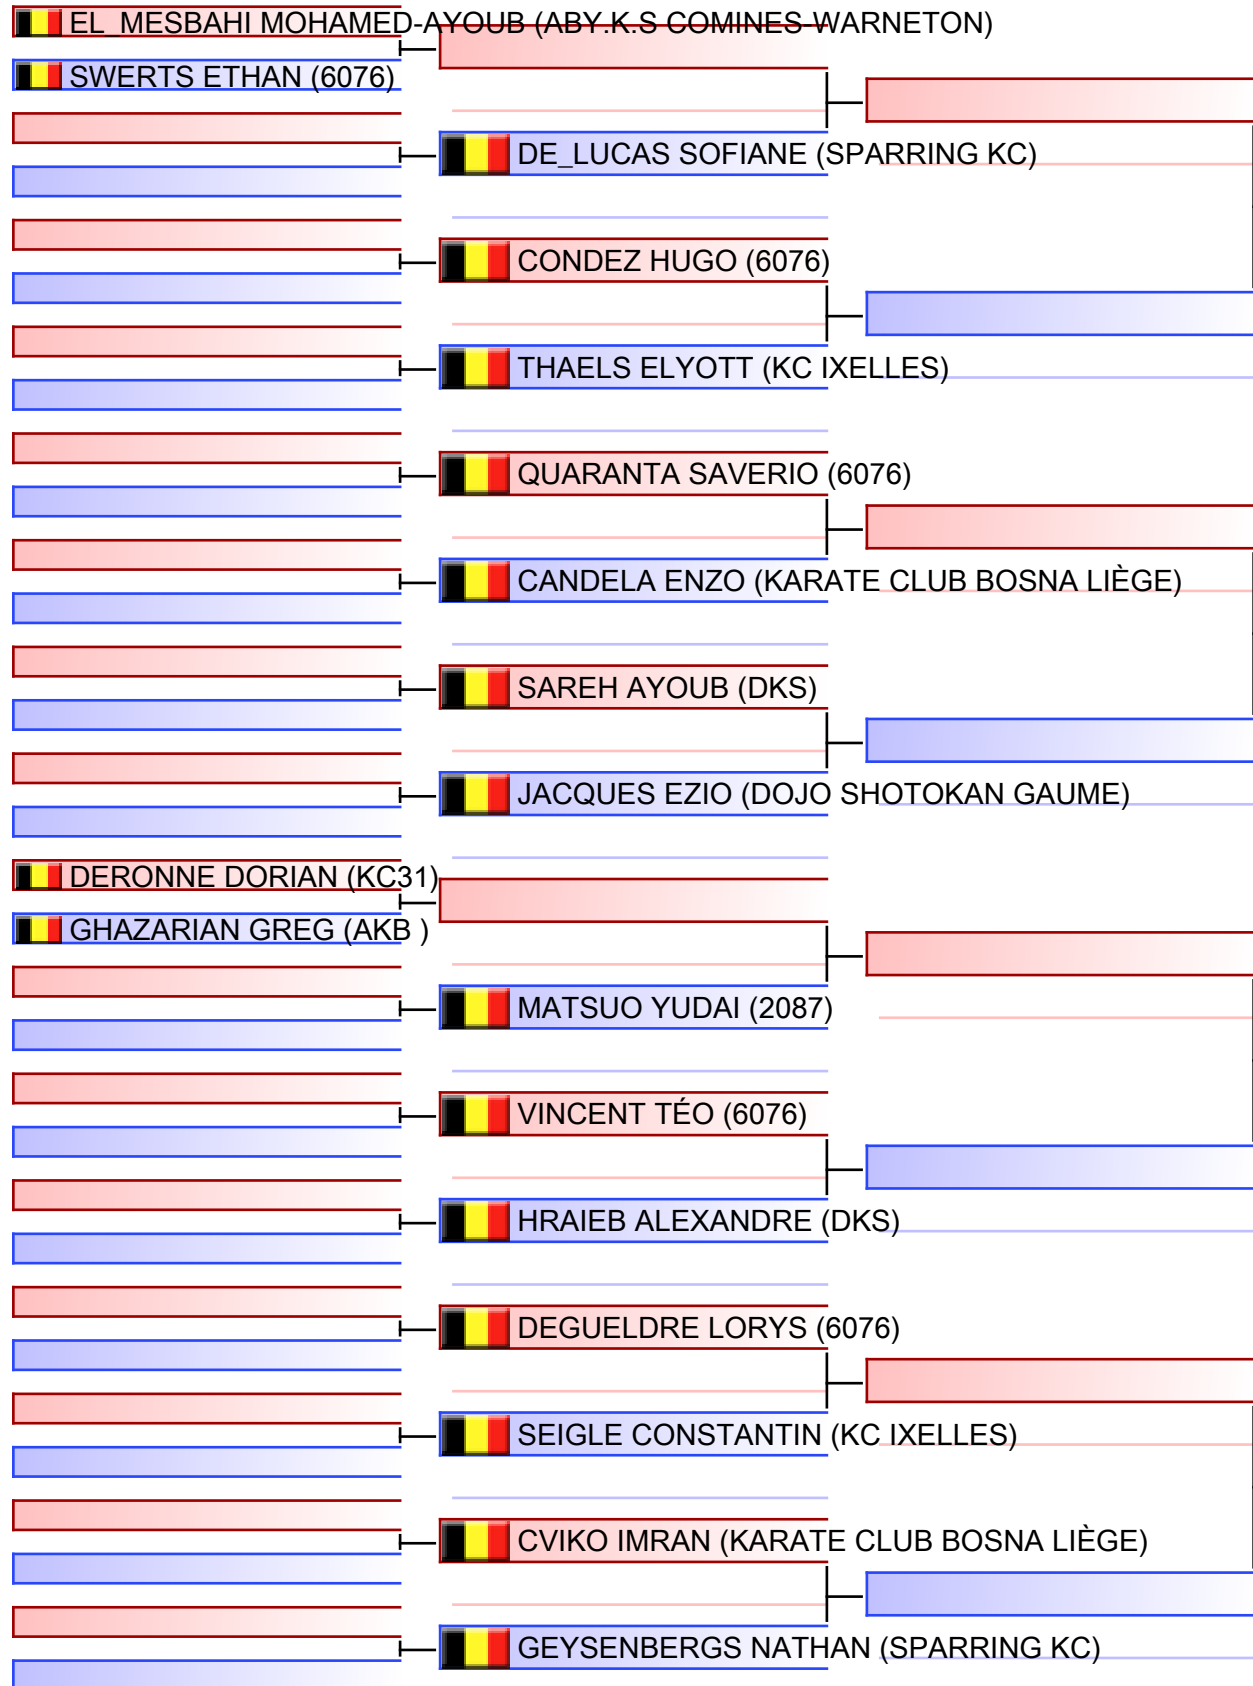 EL_MESBAHI MOHAMED-AYOUB (ABY.K.S COMINES-WARNETON)
SWERTS ETHAN (6076)
DE_LUCAS SOFIANE (SPARRING KC)
CONDEZ HUGO (6076)
THAELS ELYOTT (KC IXELLES)
QUARANTA SAVERIO (6076)
CANDELA ENZO (KARATE CLUB BOSNA LIÈGE)
SAREH AYOUB (DKS)
JACQUES EZIO (DOJO SHOTOKAN GAUME)
DERONNE DORIAN (KC31)
GHAZARIAN GREG (AKB )
MATSUO YUDAI (2087)
VINCENT TÉO (6076)
HRAIEB ALEXANDRE (DKS)
DEGUELDRE LORYS (6076)
SEIGLE CONSTANTIN (KC IXELLES)
CVIKO IMRAN (KARATE CLUB BOSNA LIÈGE)
GEYSENBERGS NATHAN (SPARRING KC)